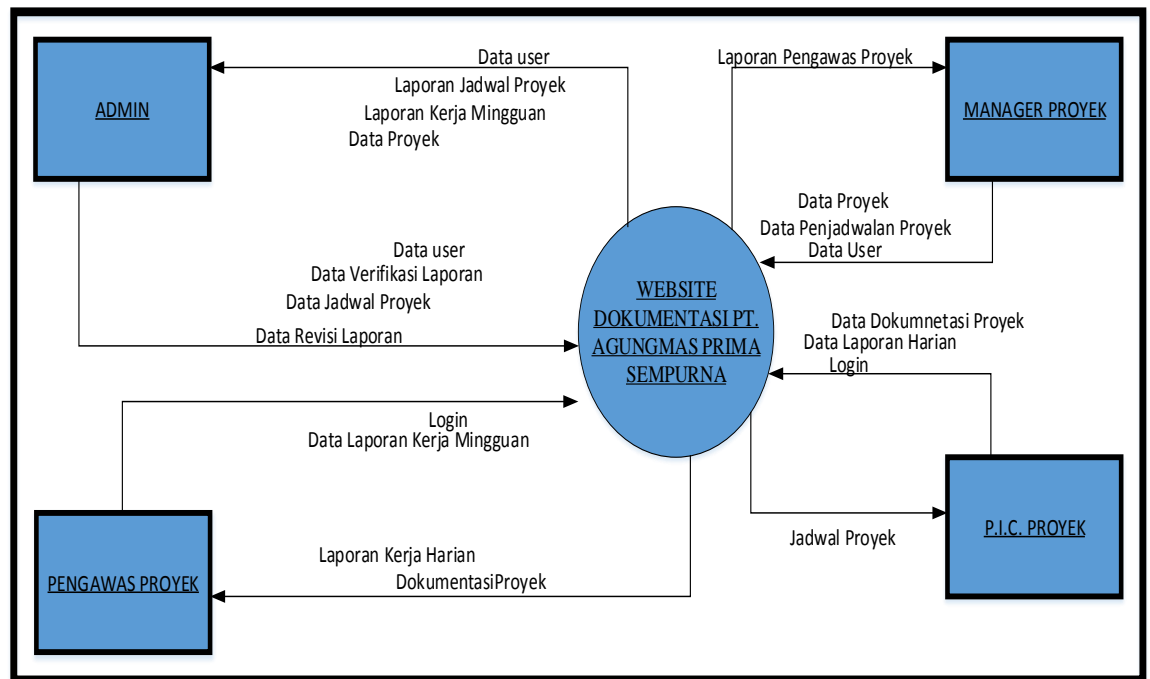 Data user
Laporan Jadwal Proyek
Laporan Kerja Mingguan
Data Proyek
Laporan Pengawas Proyek
ADMIN
MANAGER PROYEK
Data user
Data Verifikasi Laporan
Data Jadwal Proyek
Data Revisi Laporan
Data Proyek
Data Penjadwalan Proyek
Data User
WEBSITE
DOKUMENTASI PT.
AGUNGMAS PRIMA
SEMPURNA
Data Dokumnetasi Proyek
Data Laporan Harian
Login
Login
Data Laporan Kerja Mingguan
Jadwal Proyek
P.I.C. PROYEK
Laporan Kerja Harian
DokumentasiProyek
PENGAWAS PROYEK